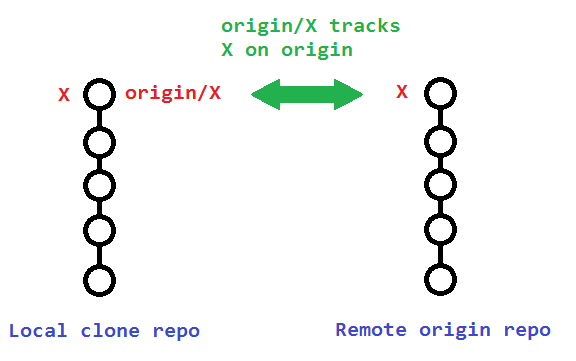 origin/X tracks
X on origin
X origin/X X
Local clone repo Remote origin repo